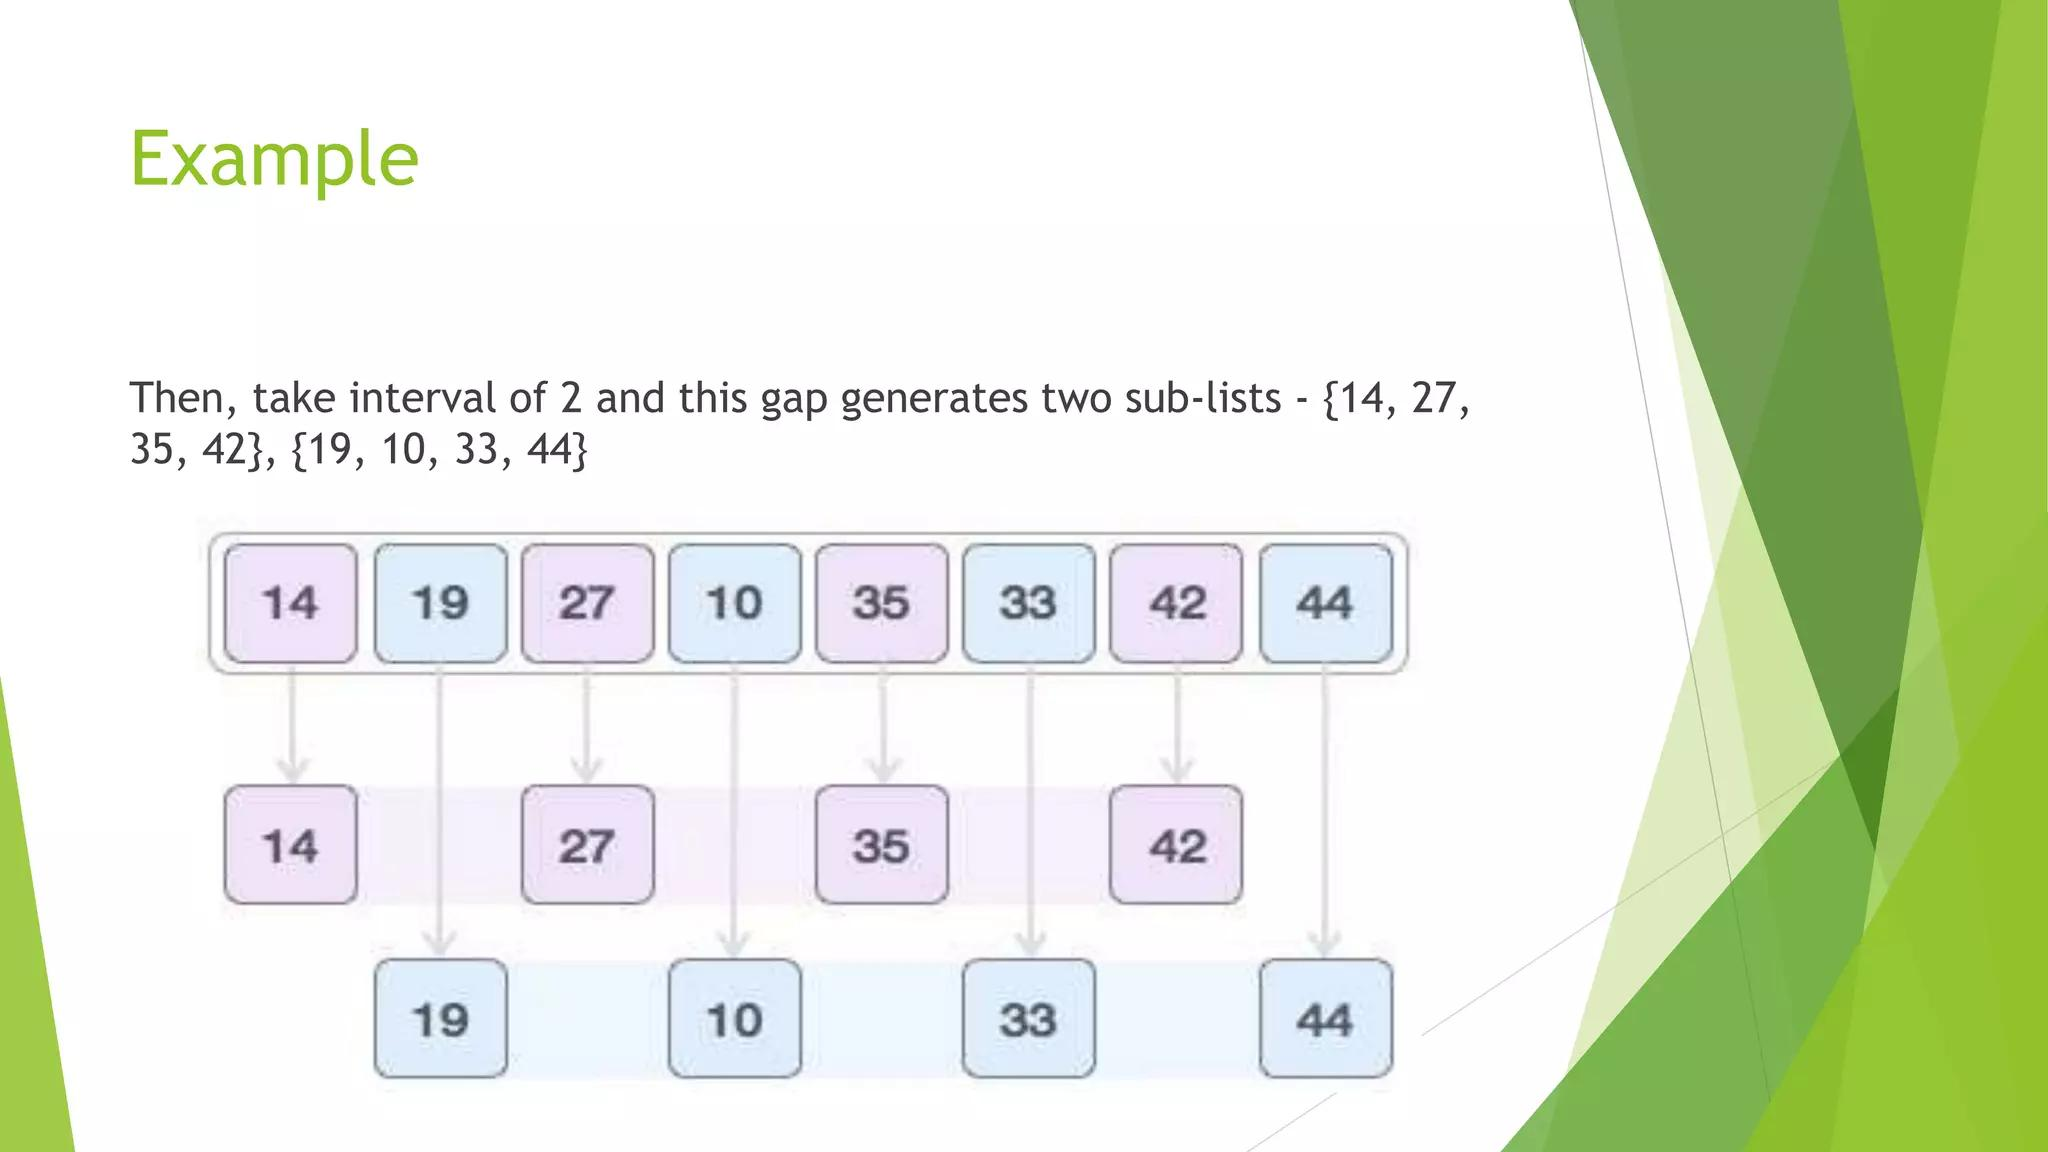 Example
Then, take interval of 2 and this gap generates two sub-lists - {14, 27,
35, 42}, {19, 10, 33, 44}
14 19 27 10 35 33 42 44
14 27 35 42
19 10 33 44